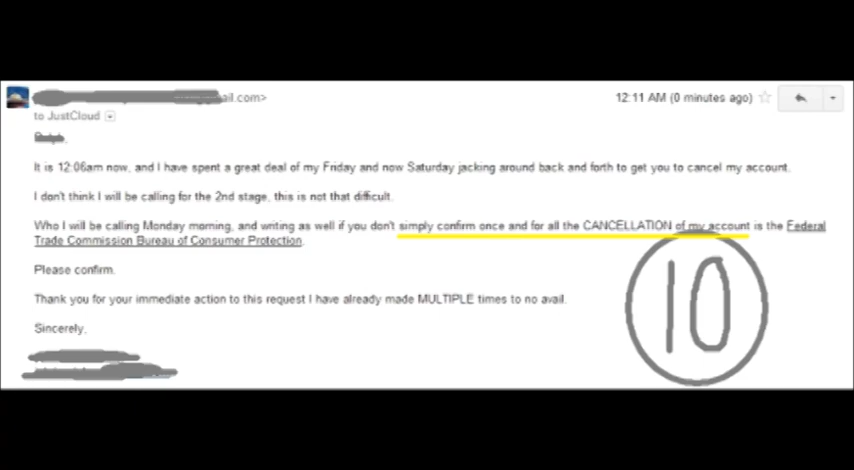 ail.com>
12:11 AM (0 minutes ago)
to JustCloud
It is 12:06am now, and I have spent a great deal of my Friday and now Saturday jacking around back and forth to get you to cancel my account.
I don't think I will be calling for the 2nd stage, this is not that difficult.
Who I will be calling Monday morning, and writing as well if you don't simply confirm once and for all the CANCELLATION of my account is the Federal
Trade Commission Bureau of Consumer Protection.
Please confirm.
Thank you for your immediate action to this request I have already made MULTIPLE times to no avail.
Sincerely,
10